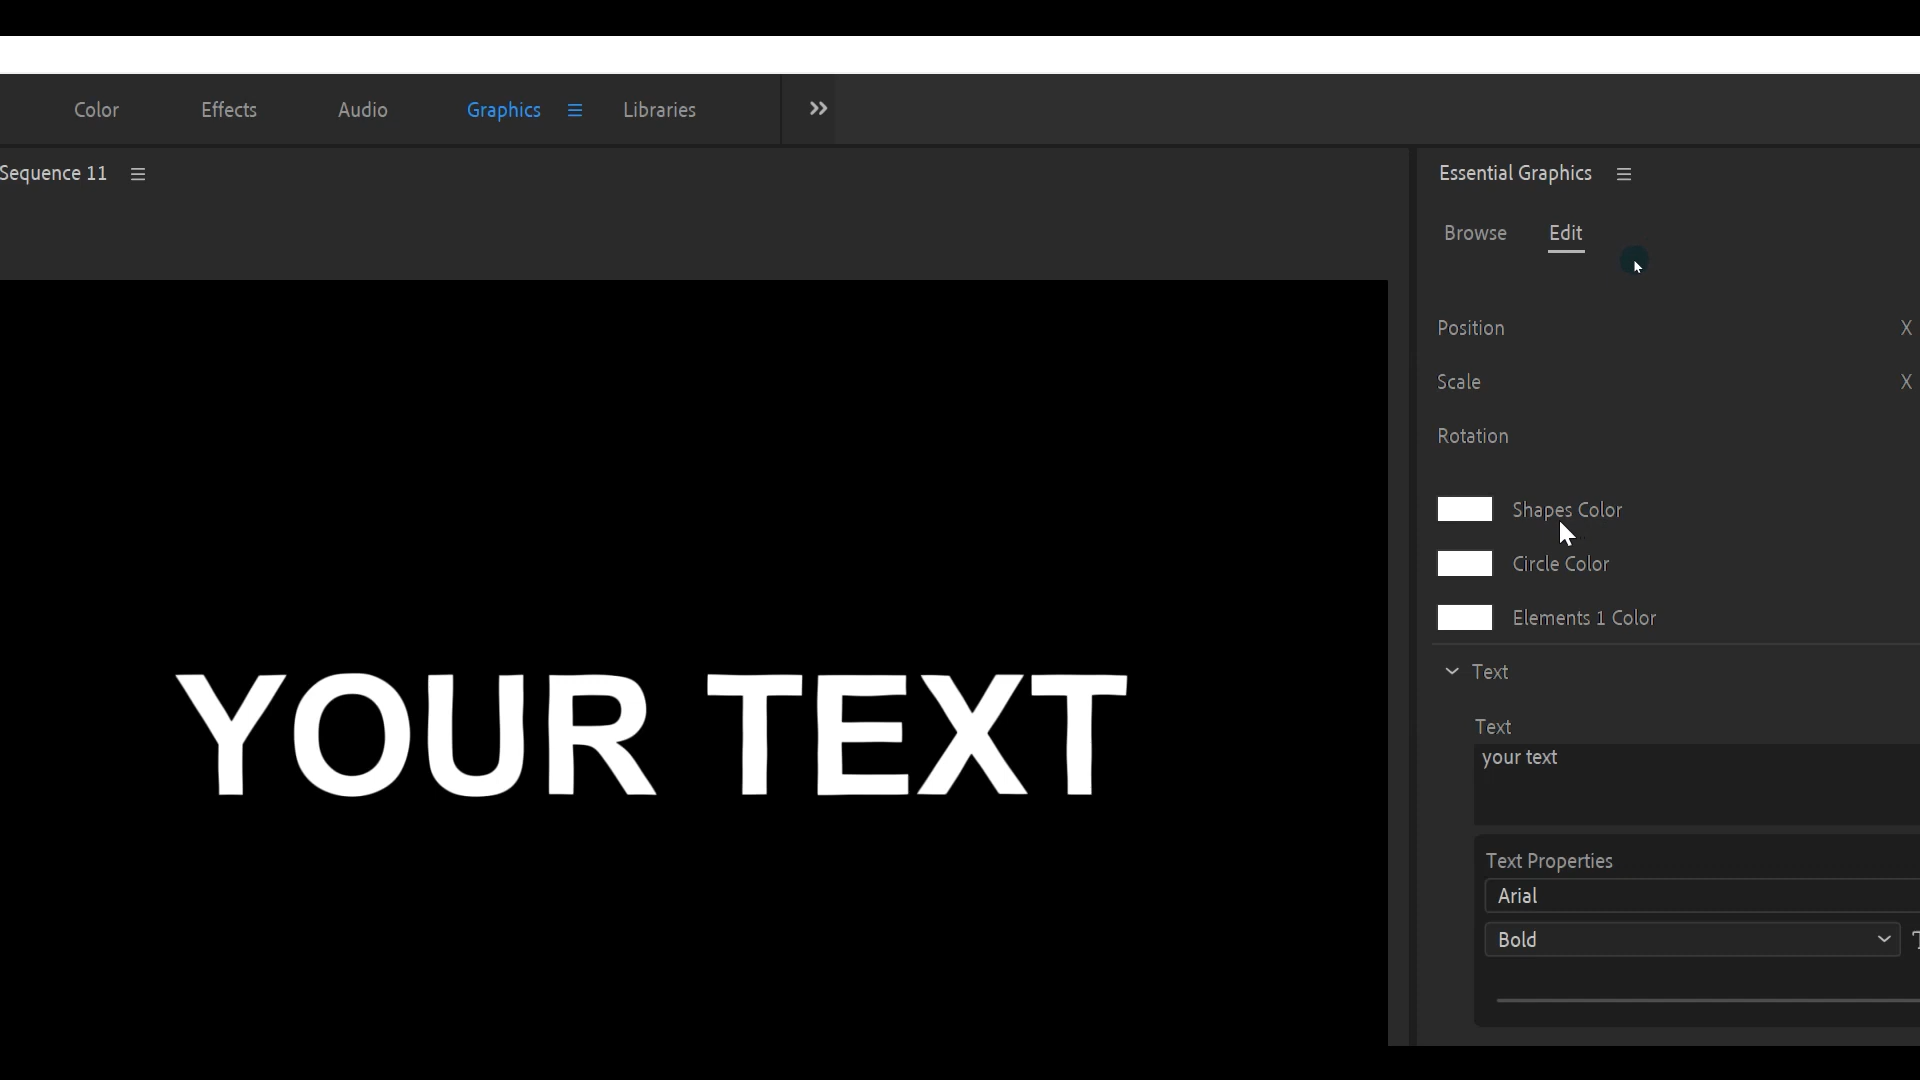 Color Effects Audio Graphics Libraries
Sequence 11
Essential Graphics
Browse Edit
Position X
Scale X
Rotation
Shapes Color
Circle Color
Elements 1 Color
YOUR TEXT
Text
Text
your text
Text Properties
Arial
Bold